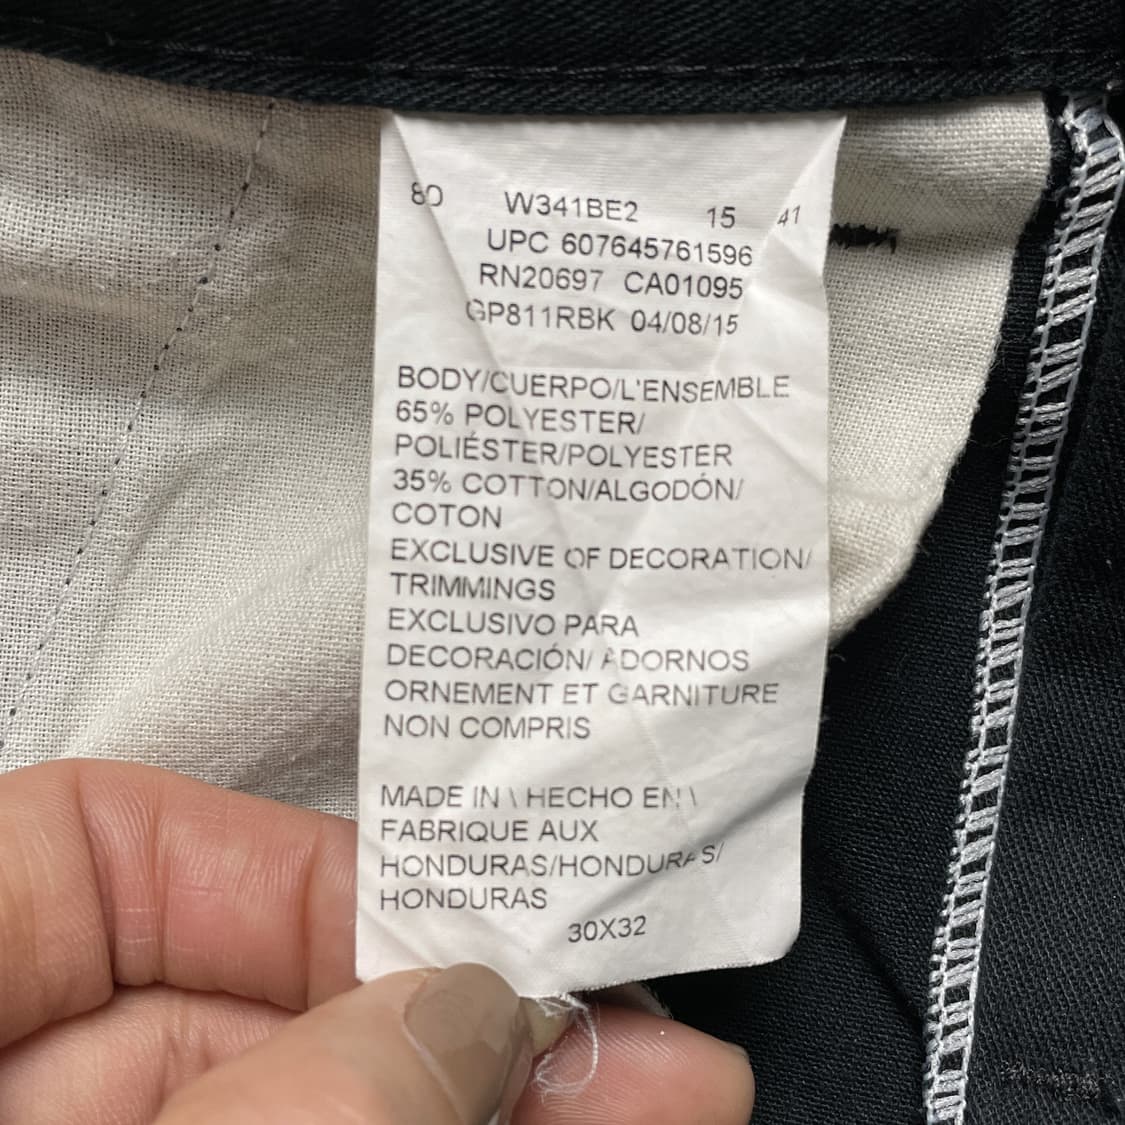 80 W341BE2 15 41
UPC 607645761596
RN20697 CA01095
GP811RBK 04/08/15
BODY/CUERPO/L'ENSEMBLE
65% POLYESTER/
POLIÉSTER/POLYESTER
35% COTTON/ALGODÓN/
COTON
EXCLUSIVE OF DECORATION/
TRIMMINGS
EXCLUSIVO PARA
DECORACIÓN/ ADORNOS
ORNEMENT ET GARNITURE
NON COMPRIS
MADE IN \ HECHO EN \
FABRIQUE AUX
HONDURAS/HONDURAS/
HONDURAS
30X32